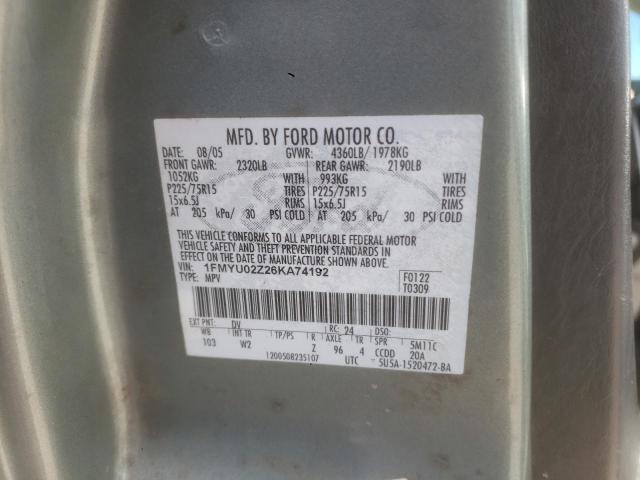 MFD. BY FORD MOTOR CO.
DATE: 08/05 GVWR: 4360LB/ 1978KG
FRONT GAWR: 2320LB REAR GAWR: 2190LB
1052KG WITH 993KG WITH
P225/75R15 TIRES P225/75R15 TIRES
15x6.5J RIMS 15x6.5J RIMS
AT 205 kPa/ 30 PSI COLD AT 205 kPa/ 30 PSI COLD
THIS VEHICLE CONFORMS TO ALL APPLICABLE FEDERAL MOTOR
VEHICLE SAFETY AND THEFT PREVENTION STANDARDS IN
EFFECT ON THE DATE OF MANUFACTURE SHOWN ABOVE.
VIN: 1FMYU02Z26KA74192 F0122
TYPE: MPV T0309
EXT PNT: DV RC: 24 DSO:
WB INT TR TP/PS R AXLE TR SPR 5M11C
103 W2 Z 96 4 CCDD 20A
1200508235107 UTC 5U5A-1520472-BA